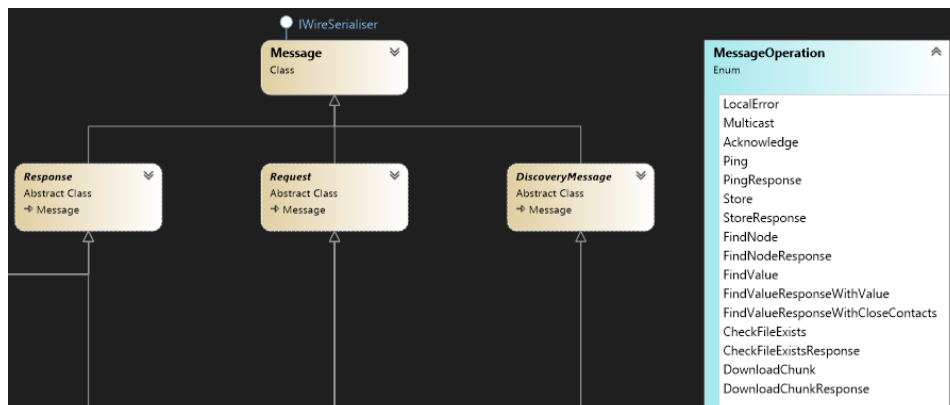 IWireSerialiser
Message
Class
Response
Abstract Class
Message
Request
Abstract Class
Message
DiscoveryMessage
Abstract Class
Message
MessageOperation
Enum
LocalError
Multicast
Acknowledge
Ping
PingResponse
Store
StoreResponse
FindNode
FindNodeResponse
FindValue
FindValueResponseWithValue
FindValueResponseWithCloseContacts
CheckFileExists
CheckFileExistsResponse
DownloadChunk
DownloadChunkResponse